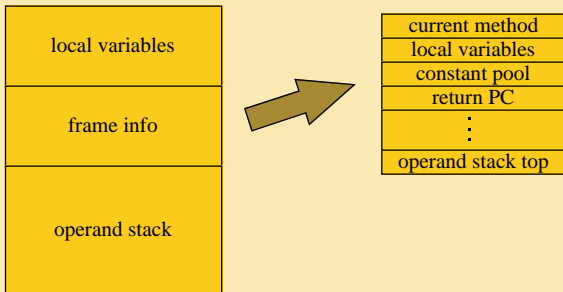 local variables
frame info
operand stack
current method
local variables
constant pool
return PC
operand stack top